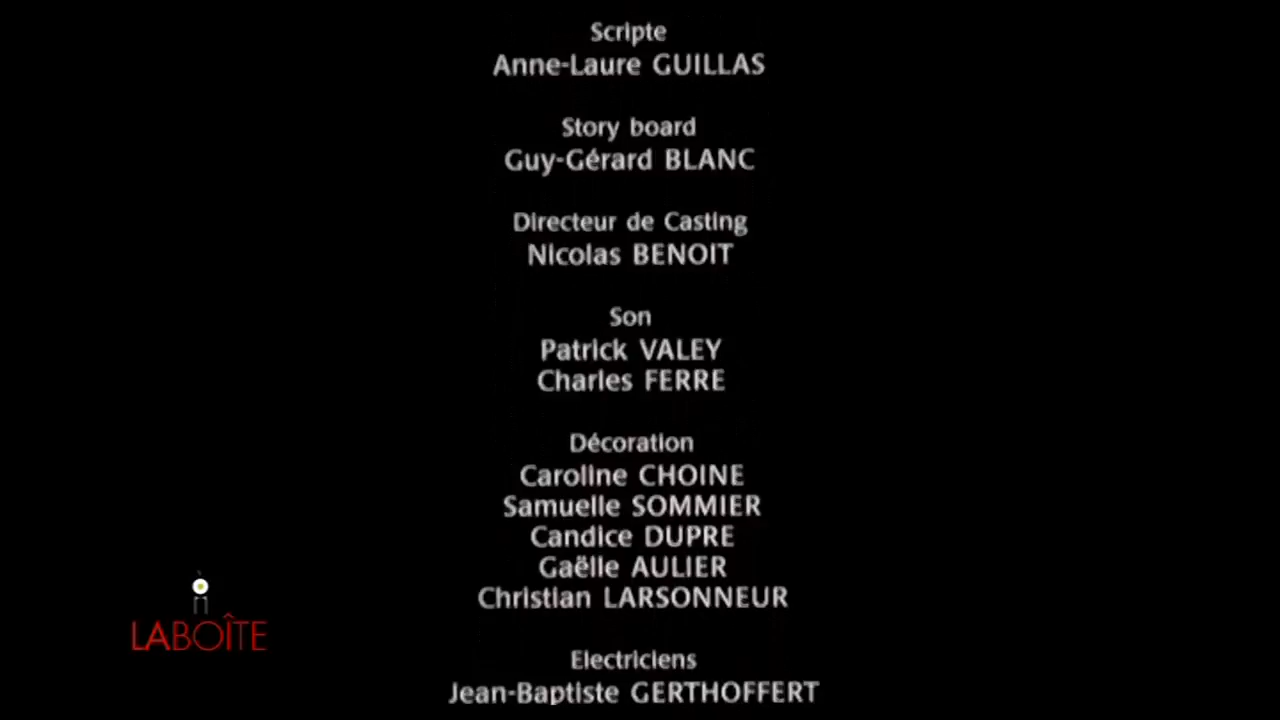 Scripte
Anne-Laure GUILLAS
Story board
Guy-Gérard BLANC
Directeur de Casting
Nicolas BENOIT
Son
Patrick VALEY
Charles FERRE
Décoration
Caroline CHOINE
Samuelle SOMMIER
Candice DUPRE
Gaëlle AULIER
Christian LARSONNEUR
Electriciens
Jean-Baptiste GERTHOFFERT
LABOÎTE